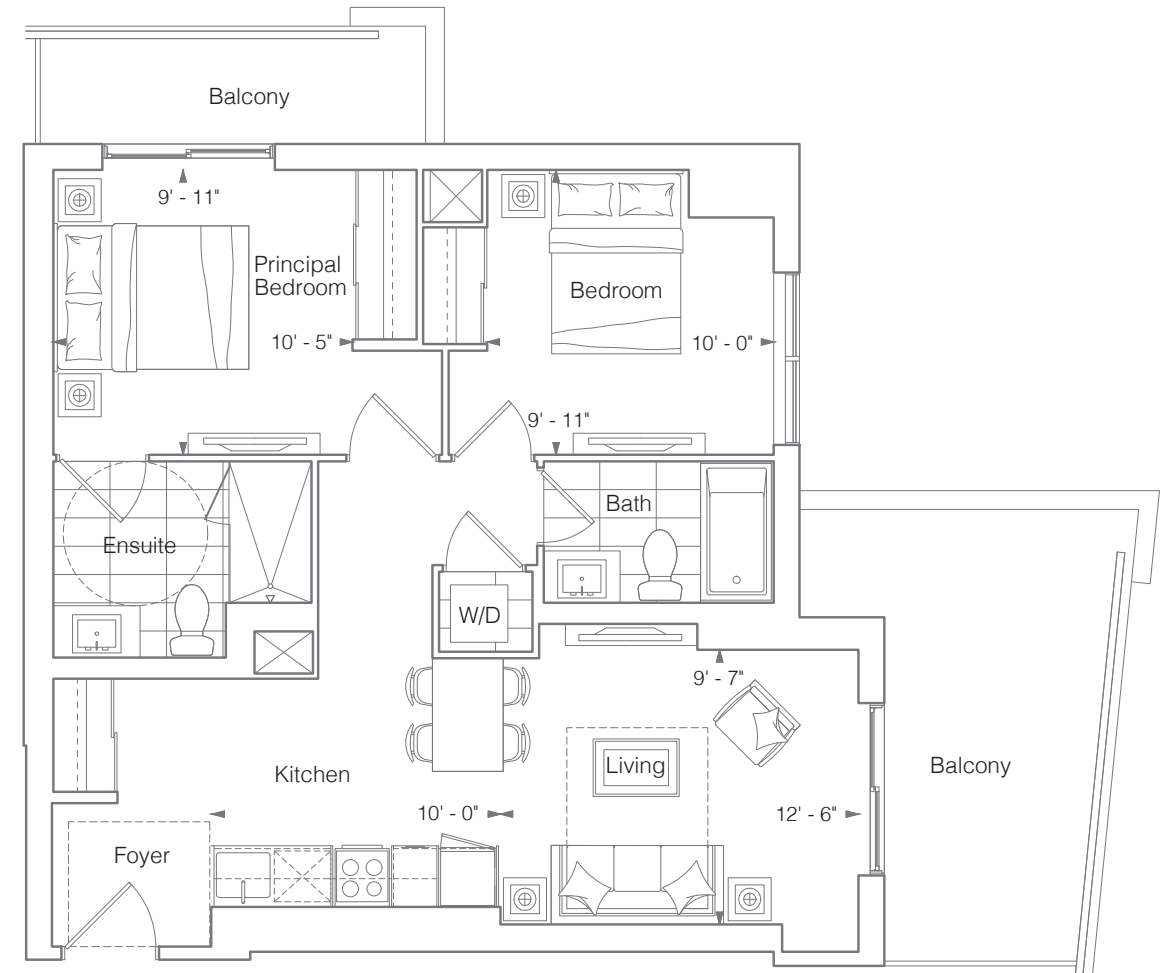 Balcony
9' - 11"
Principal
Bedroom
Bedroom
10' - 5"
10' - 0"
9' - 11"
Bath
Ensuite
W/D
9' - 7"
Living
Balcony
Kitchen
10' - 0"
12' - 6"
Foyer